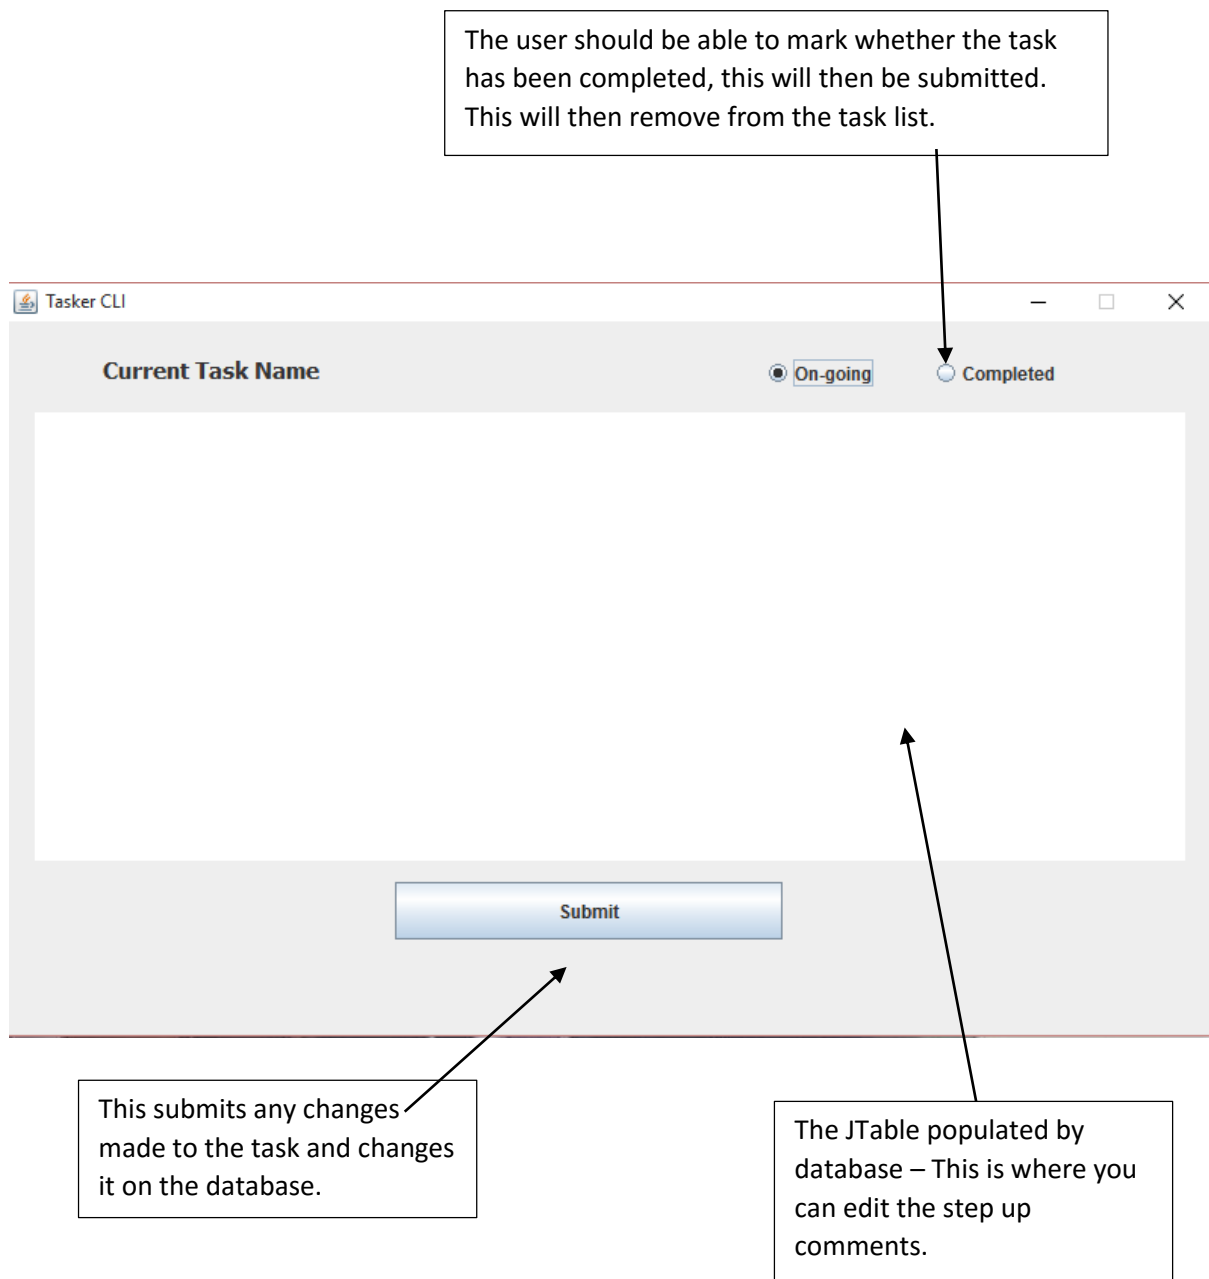 The user should be able to mark whether the task
has been completed, this will then be submitted.
This will then remove from the task list.
Tasker CLI
Current Task Name
On-going
Completed
Submit
This submits any changes
made to the task and changes
it on the database.
The JTable populated by
database – This is where you
can edit the step up
comments.